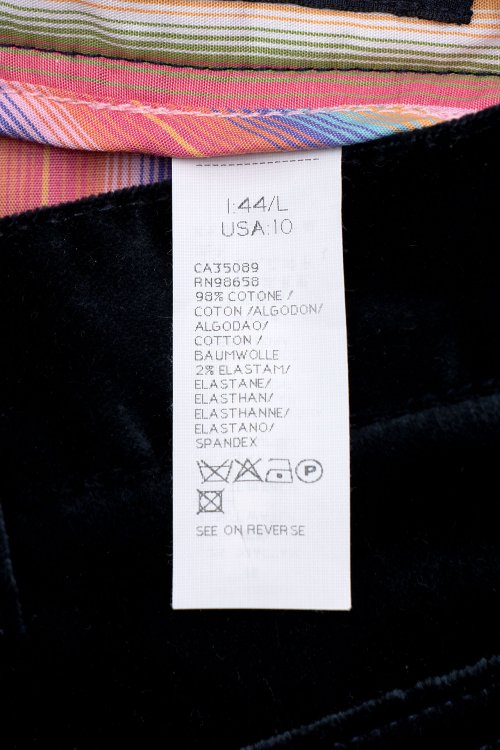 I:44/L
USA:10
CA35089
RN98658
98% COTONE /
COTON /ALGODON/
ALGODAO/
COTTON /
BAUMWOLLE
2% ELASTAM/
ELASTANE/
ELASTHAN/
ELASTHANNE/
ELASTANO/
SPANDEX
P
SEE ON REVERSE